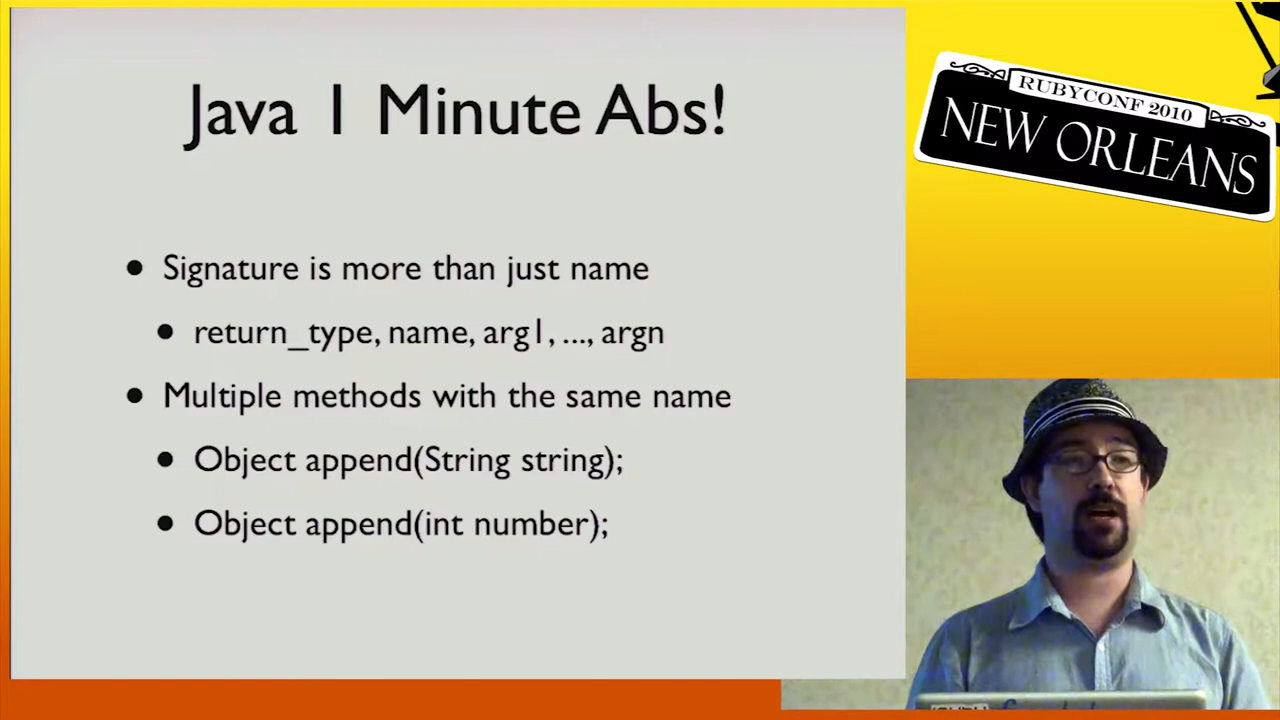 Java 1 Minute Abs!
• Signature is more than just name
• return_type, name, arg1, ..., argn
• Multiple methods with the same name
• Object append(String string);
• Object append(int number);
RUBYCONF 2010
NEW ORLEANS